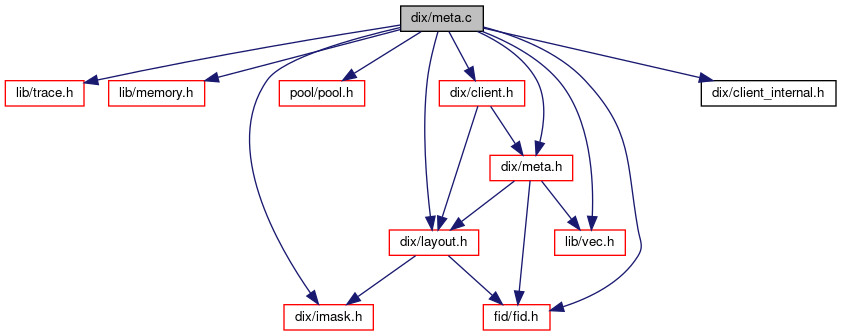 dix/meta.c
lib/trace.h
lib/memory.h
pool/pool.h
dix/client.h
dix/client_internal.h
dix/meta.h
dix/layout.h
lib/vec.h
dix/imask.h
fid/fid.h